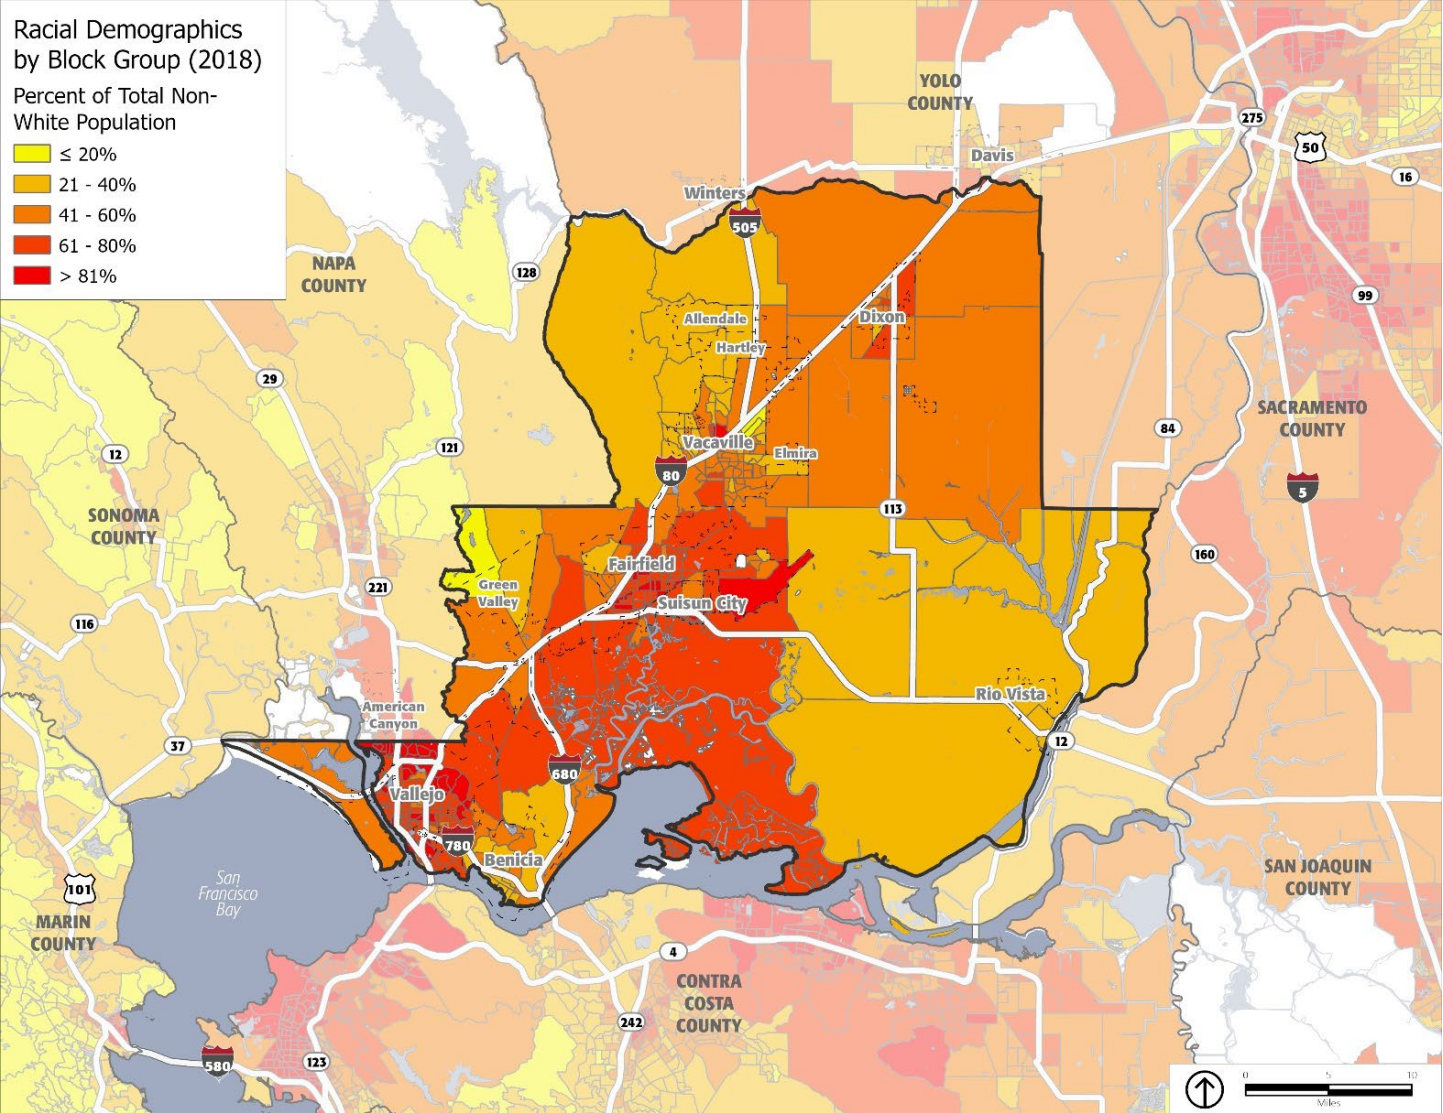 Racial Demographics
by Block Group (2018)
Percent of Total Non-
White Population
≤ 20%
21 - 40%
41 - 60%
61 - 80%
> 81%
YOLO
COUNTY
275
50
Davis
16
Winters
505
NAPA
COUNTY
128
99
Allendale
Dixon
Hartley
29
SACRAMENTO
COUNTY
84
121
12
Vacaville
Elmira
80
5
113
SONOMA
COUNTY
160
Fairfield
221
Green
Valley
Suisun City
116
Rio Vista
American
Canyon
37
12
680
Vallejo
780
Benicia
San
Francisco
Bay
SAN JOAQUIN
COUNTY
101
MARIN
COUNTY
4
CONTRA
COSTA
COUNTY
242
580
123
0 5 10
Miles